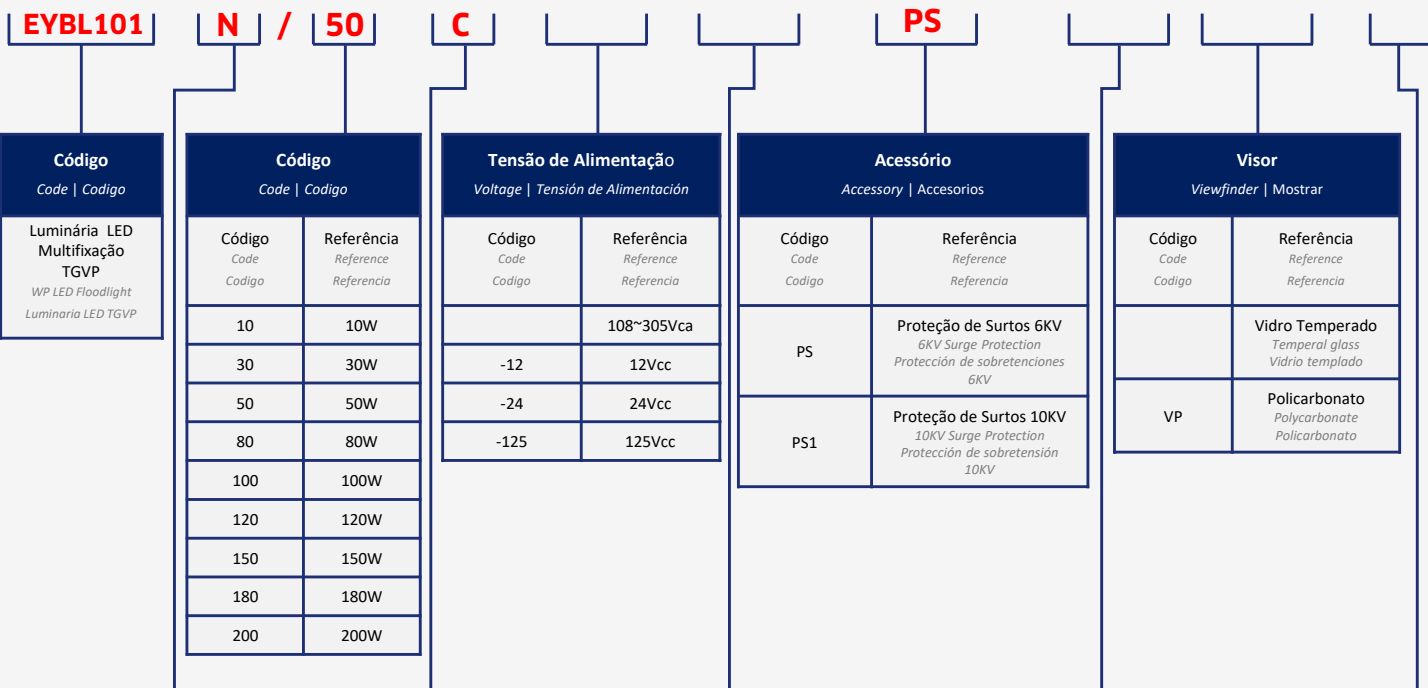 EYBL101 N / 50 C PS
Código
Code | Codigo
Luminária LED
Multifixação
TGVP
WP LED Floodlight
Luminaria LED TGVP
Código
Code | Codigo
Código Referência
Code Reference
Codigo Referencia
10 10W
30 30W
50 50W
80 80W
100 100W
120 120W
150 150W
180 180W
200 200W
Tensão de Alimentação
Voltage | Tensión de Alimentación
Código Referência
Code Reference
Codigo Referencia
108~305Vca
-12 12Vcc
-24 24Vcc
-125 125Vcc
Acessório
Accessory | Accesorios
Código Referência
Code Reference
Codigo Referencia
PS Proteção de Surtos 6KV
6KV Surge Protection
Protección de sobretenciones
6KV
PS1 Proteção de Surtos 10KV
10KV Surge Protection
Protección de sobretensión
10KV
Visor
Viewfinder | Mostrar
Código Referência
Code Reference
Codigo Referencia
Vidro Temperado
Temperal glass
Vidrio templado
VP Policarbonato
Polycarbonate
Policarbonato